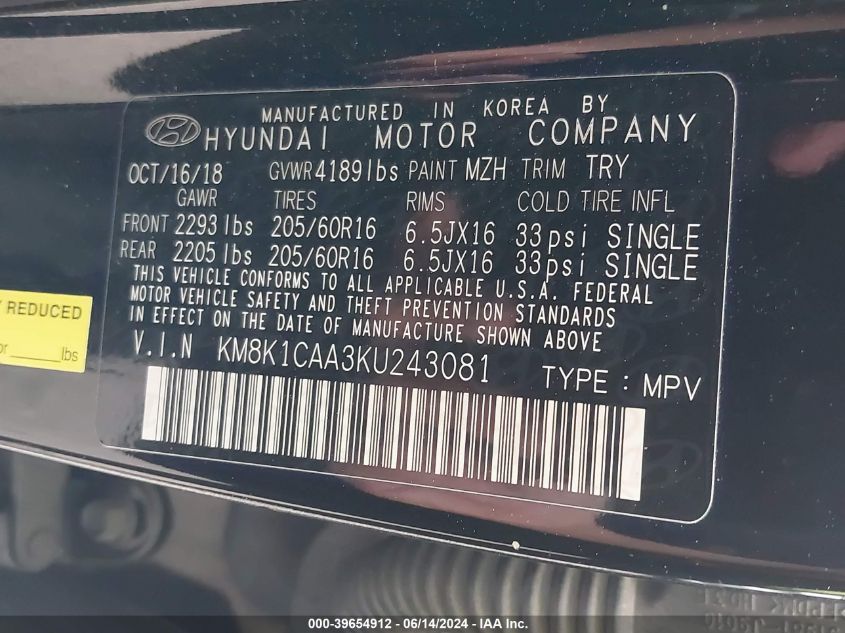 MANUFACTURED IN KOREA BY
HYUNDAI MOTOR COMPANY
OCT/16/18 GVWR 4189lbs PAINT MZH TRIM TRY
GAWR TIRES RIMS COLD TIRE INFL
FRONT 2293lbs 205/60R16 6.5JX16 33psi SINGLE
REAR 2205lbs 205/60R16 6.5JX16 33psi SINGLE
THIS VEHICLE CONFORMS TO ALL APPLICABLE U.S.A. FEDERAL
MOTOR VEHICLE SAFETY AND THEFT PREVENTION STANDARDS
IN EFFECT ON THE DATE OF MANUFACTURE SHOWN ABOVE
V.I.N KM8K1CAA3KU243081 TYPE : MPV
REDUCED
lbs
000-39654912 - 06/14/2024 - IAA Inc.